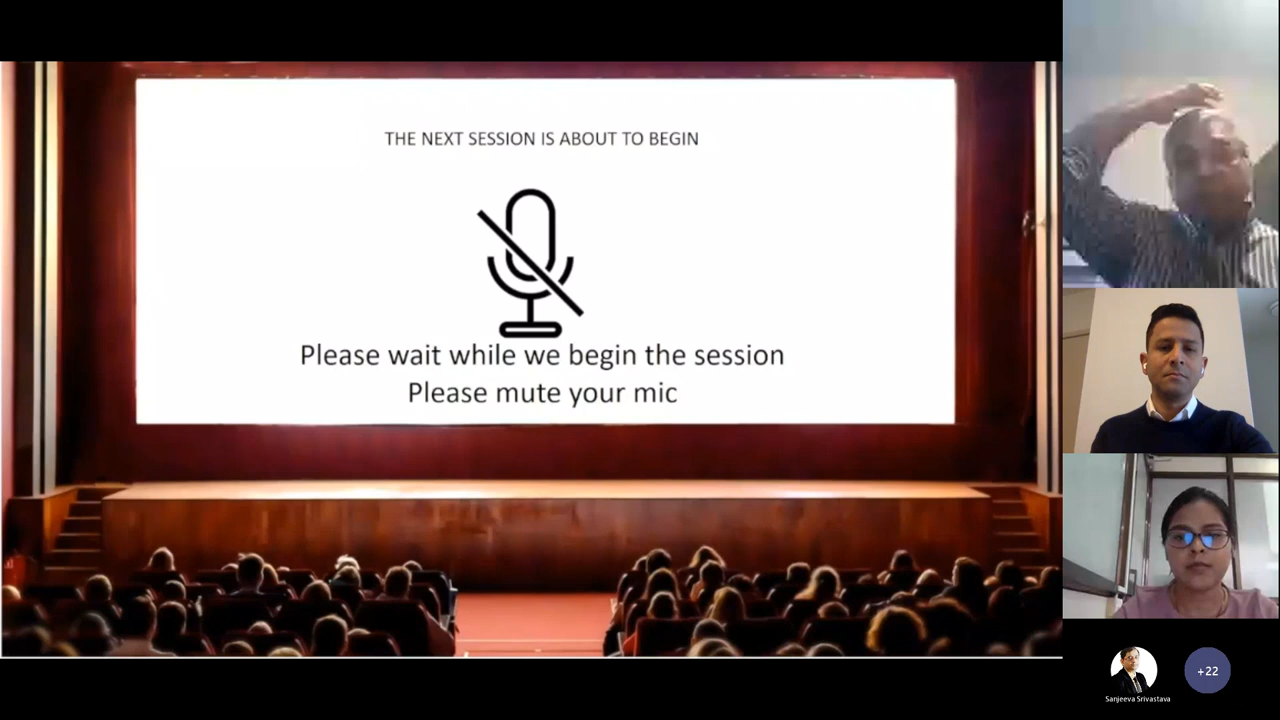 THE NEXT SESSION IS ABOUT TO BEGIN
Please wait while we begin the session
Please mute your mic
+22
Sanjeeva Srivastava